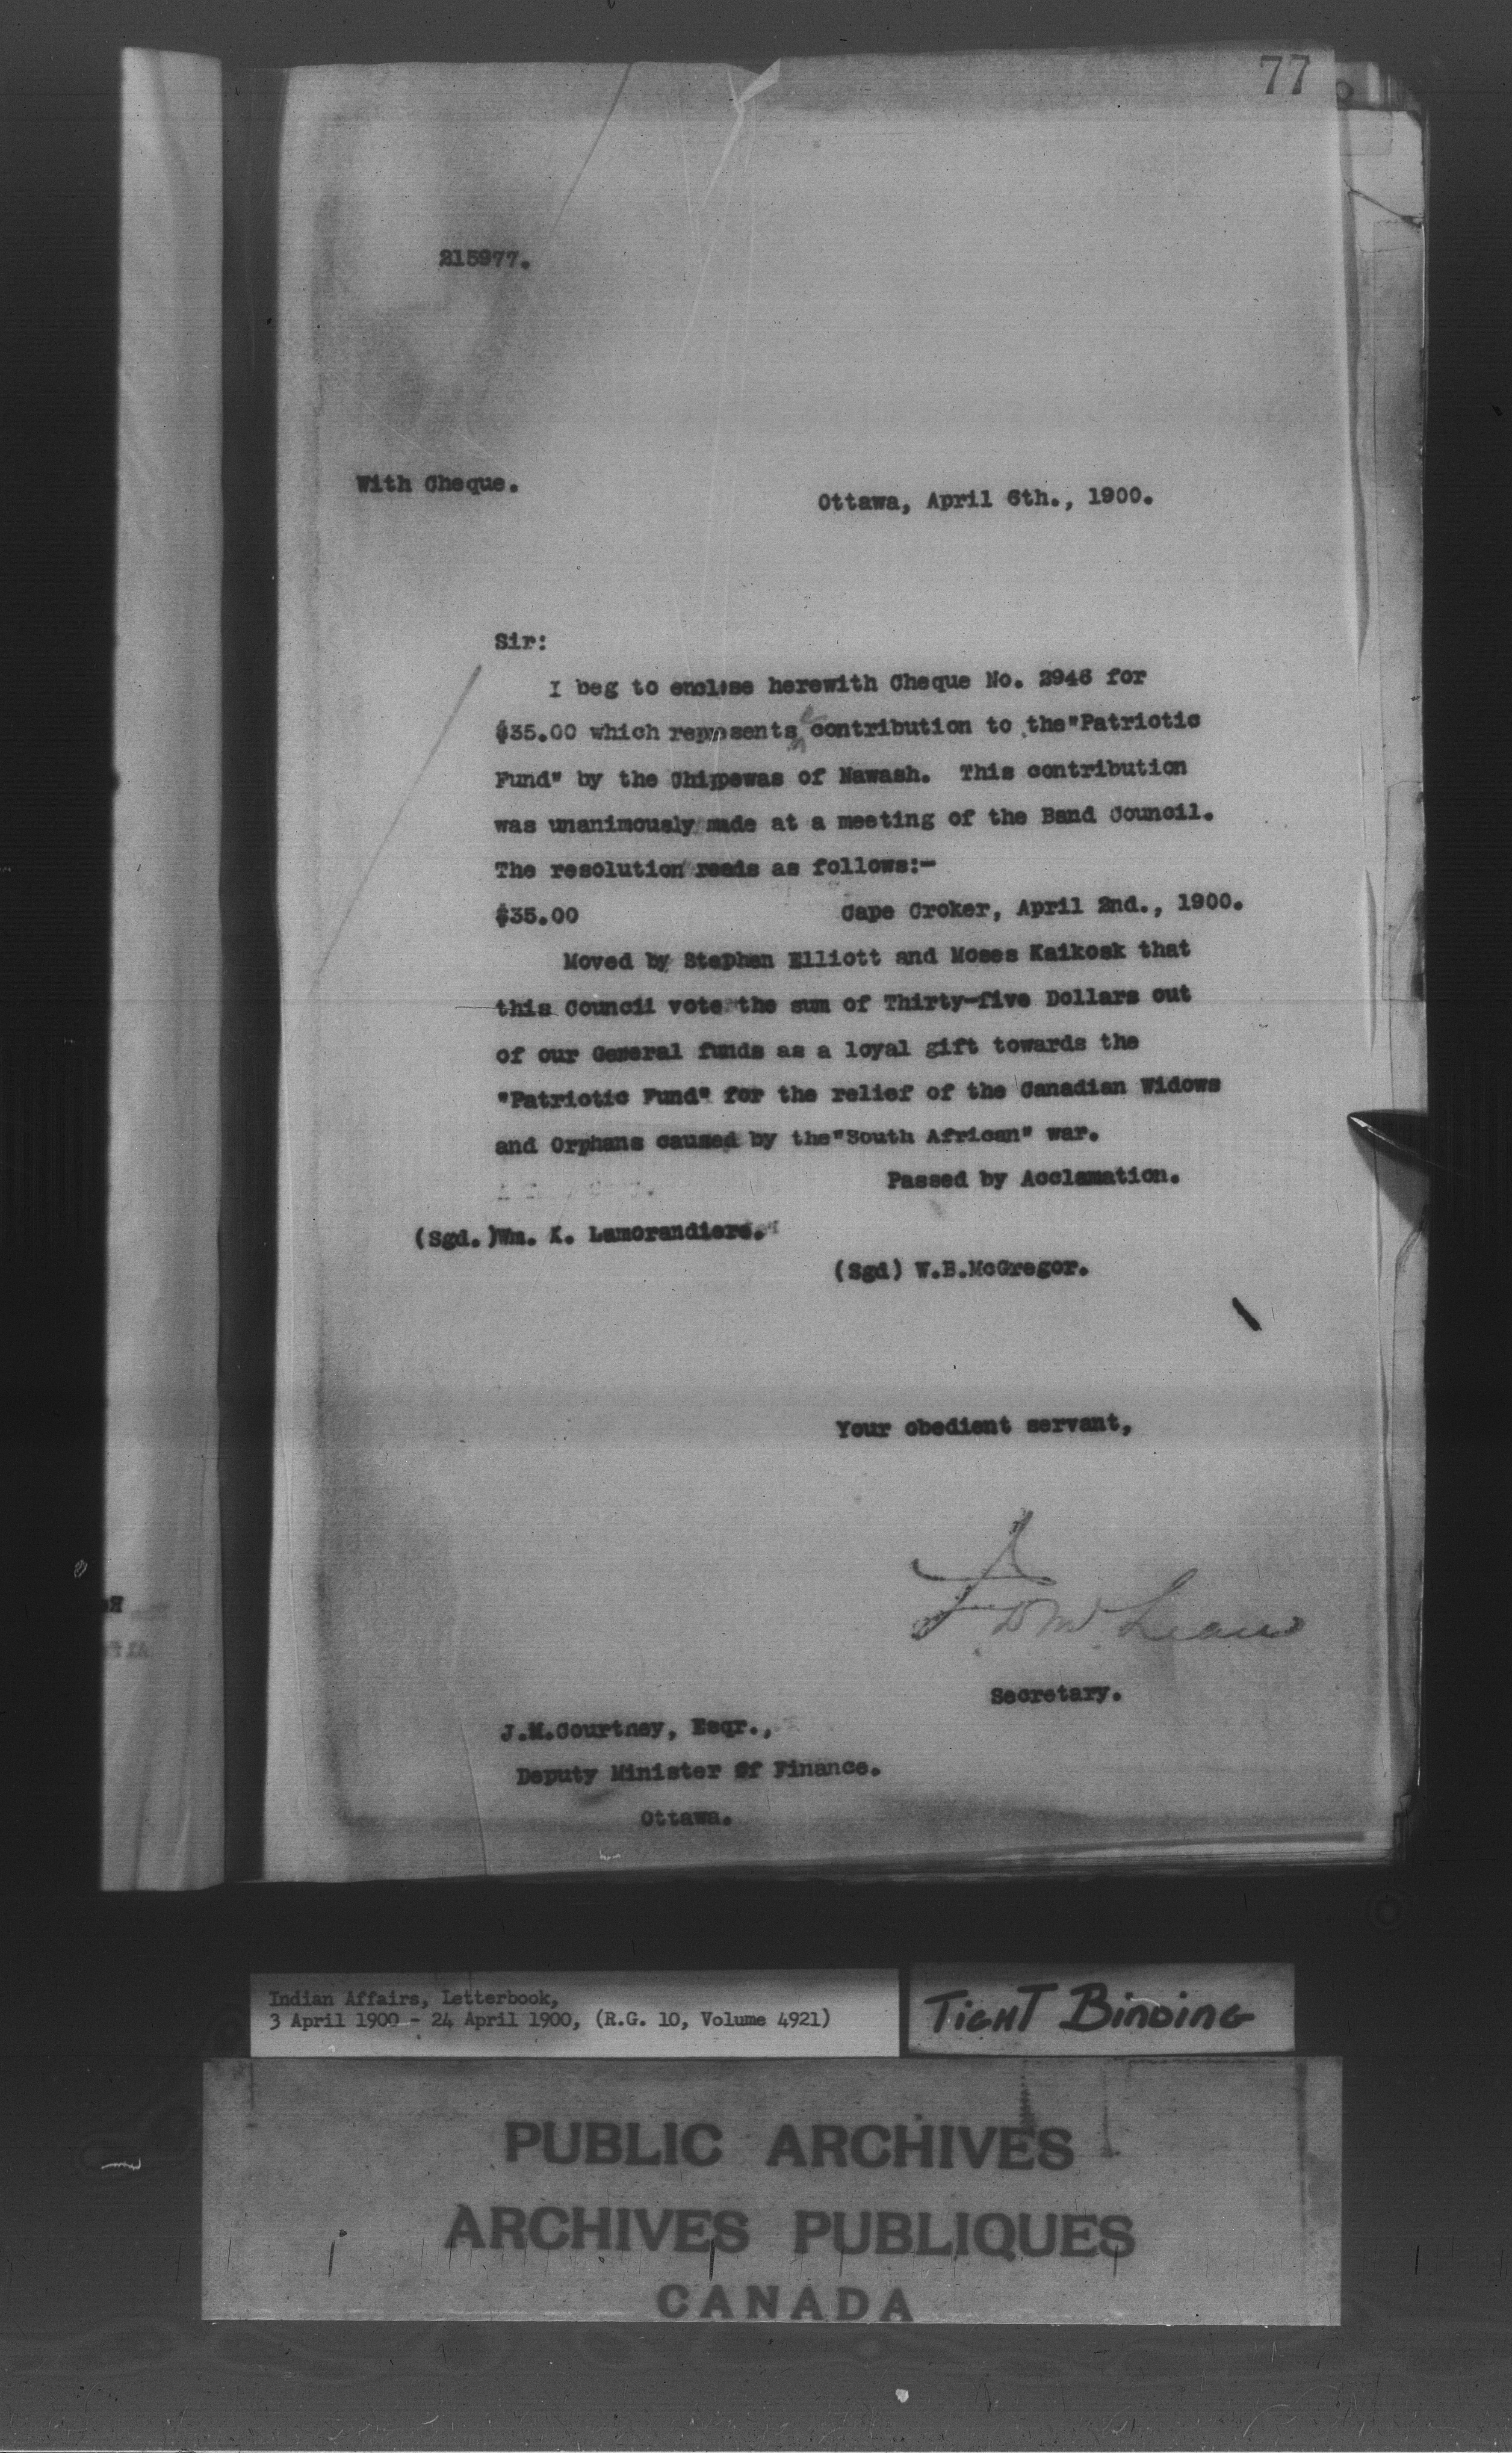 77
215977.
With Cheque.
Ottawa, April 6th., 1900.
Sir:
I beg to enclose herewith Cheque No. 2946 for
$35.00 which represents contribution to the "Patriotic
Fund" by the Chippewas of Nawash. This contribution
was unanimously made at a meeting of the Band Council.
The resolution reads as follows:-
$35.00 Cape Croker, April 2nd., 1900.
Moved by Stephen Elliott and Moses Kaikosk that
this Council vote the sum of Thirty-five Dollars out
of our General funds as a loyal gift towards the
"Patriotic Fund" for the relief of the Canadian Widows
and Orphans caused by the "South African" war.
Passed by Acclamation.
(Sgd.) Wm. K. Lamorandiere.
(Sgd) W.B.McGregor.
Your obedient servant,
J D McLean
Secretary.
J.M.Courtney, Esqr.,
Deputy Minister of Finance.
Ottawa.
Indian Affairs, Letterbook,
3 April 1900 - 24 April 1900, (R.G. 10, Volume 4921)
TIGHT BINDING
PUBLIC ARCHIVES
ARCHIVES PUBLIQUES
CANADA